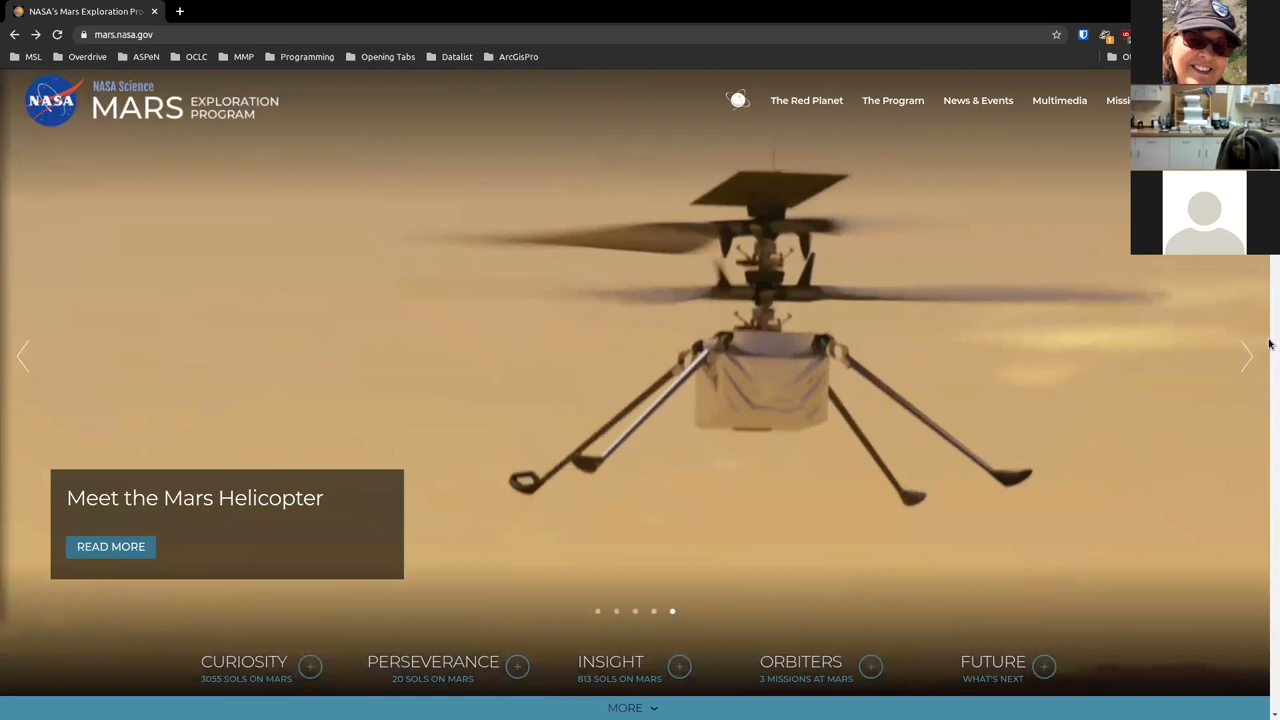 NASA's Mars Exploration Pro
mars.nasa.gov
MSL Overdrive ASPeN OCLC MMP Programming Opening Tabs Datalist ArcGisPro
NASA
NASA Science
MARS EXPLORATION PROGRAM
The Red Planet The Program News & Events Multimedia Missi
Meet the Mars Helicopter
READ MORE
CURIOSITY PERSEVERANCE INSIGHT ORBITERS FUTURE
3055 SOLS ON MARS 20 SOLS ON MARS 813 SOLS ON MARS 3 MISSIONS AT MARS WHAT'S NEXT
MORE